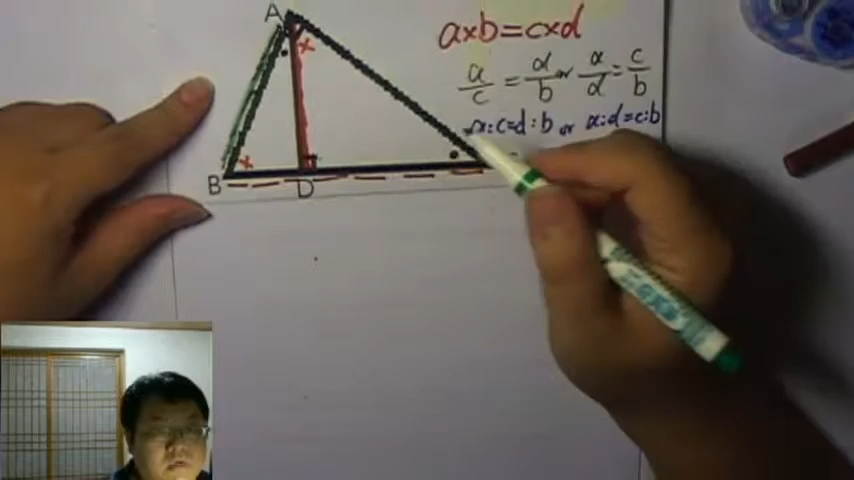 A
a×b=c×d
a/c = d/b or a/d = c/b
a:c=d:b or a:d=c:b
B
D